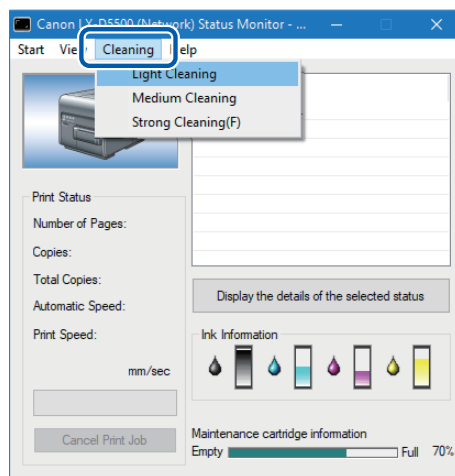 Canon LX-D5500 (Network) Status Monitor - ...
Start View Cleaning Help
Light Cleaning
Medium Cleaning
Strong Cleaning(F)
Print Status
Number of Pages:
Copies:
Total Copies:
Automatic Speed:
Print Speed:
mm/sec
Cancel Print Job
Display the details of the selected status
Ink Information
Maintenance cartridge information
Empty Full 70%